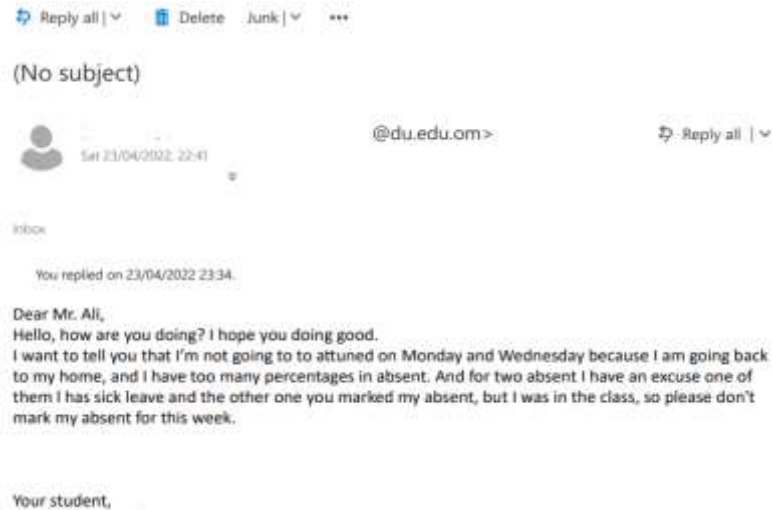 Reply all | Delete Junk | ...
(No subject)
@du.edu.om> Reply all |
Sat 23/04/2022, 22:41
Inbox
You replied on 23/04/2022 23:34.
Dear Mr. Ali,
Hello, how are you doing? I hope you doing good.
I want to tell you that I'm not going to to attuned on Monday and Wednesday because I am going back
to my home, and I have too many percentages in absent. And for two absent I have an excuse one of
them I has sick leave and the other one you marked my absent, but I was in the class, so please don't
mark my absent for this week.
Your student,